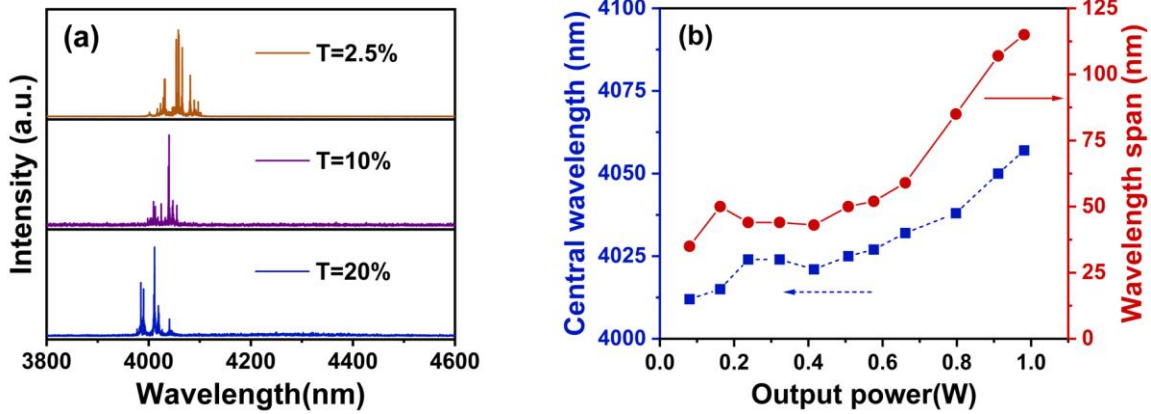 (a)
T=2.5%
T=10%
T=20%
Intensity (a.u.)
3800
4000
4200
4400
4600
Wavelength(nm)
(b)
Central wavelength (nm)
4100
4075
4050
4025
4000
Wavelength span (nm)
125
100
75
50
25
0
0.0
0.2
0.4
0.6
0.8
1.0
Output power(W)